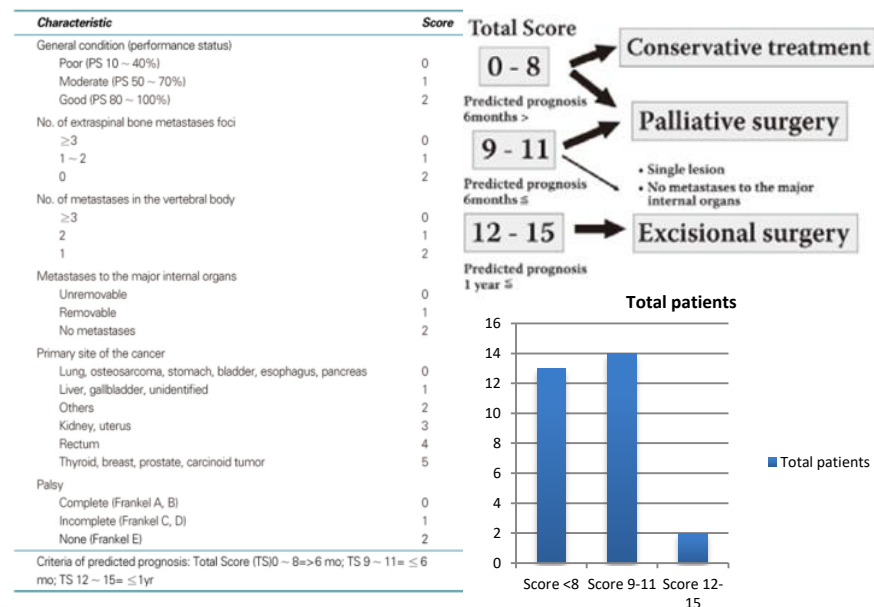 Characteristic Score
General condition (performance status)
Poor (PS 10 ~ 40%) 0
Moderate (PS 50 ~ 70%) 1
Good (PS 80 ~ 100%) 2
No. of extraspinal bone metastases foci
≥3 0
1 ~ 2 1
0 2
No. of metastases in the vertebral body
≥3 0
2 1
1 2
Metastases to the major internal organs
Unremovable 0
Removable 1
No metastases 2
Primary site of the cancer
Lung, osteosarcoma, stomach, bladder, esophagus, pancreas 0
Liver, gallbladder, unidentified 1
Others 2
Kidney, uterus 3
Rectum 4
Thyroid, breast, prostate, carcinoid tumor 5
Palsy
Complete (Frankel A, B) 0
Incomplete (Frankel C, D) 1
None (Frankel E) 2
Criteria of predicted prognosis: Total Score (TS)0 ~ 8=>6 mo; TS 9 ~ 11= ≤6
mo; TS 12 ~ 15= ≤1yr
Total Score
0 - 8
Conservative treatment
Predicted prognosis
6months >
Palliative surgery
9 - 11
• Single lesion
• No metastases to the major
internal organs
Predicted prognosis
6months ≦
12 - 15
Excisional surgery
Predicted prognosis
1 year ≦
Total patients
16
14
12
10
8
6
4
2
0
Score <8 Score 9-11 Score 12-
15
Total patients